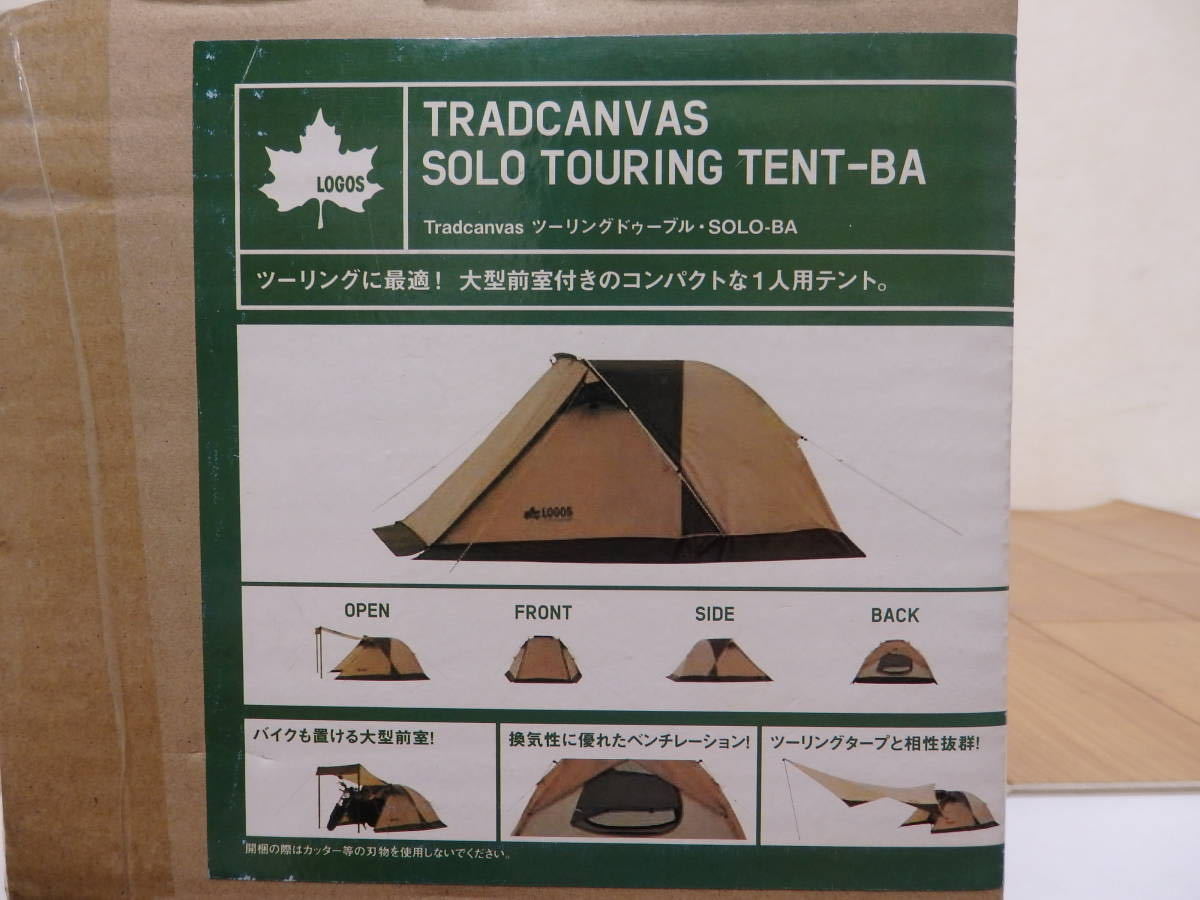 LOGOS
TRADCANVAS
SOLO TOURING TENT-BA
Tradcanvas ツーリングドゥーブル・SOLO-BA
ツーリングに最適！ 大型前室付きのコンパクトな1人用テント。
LOGOS
OPEN FRONT SIDE BACK
バイクも置ける大型前室！
換気性に優れたベンチレーション！
ツーリングタープと相性抜群！
開梱の際はカッター等の刃物を使用しないでください。